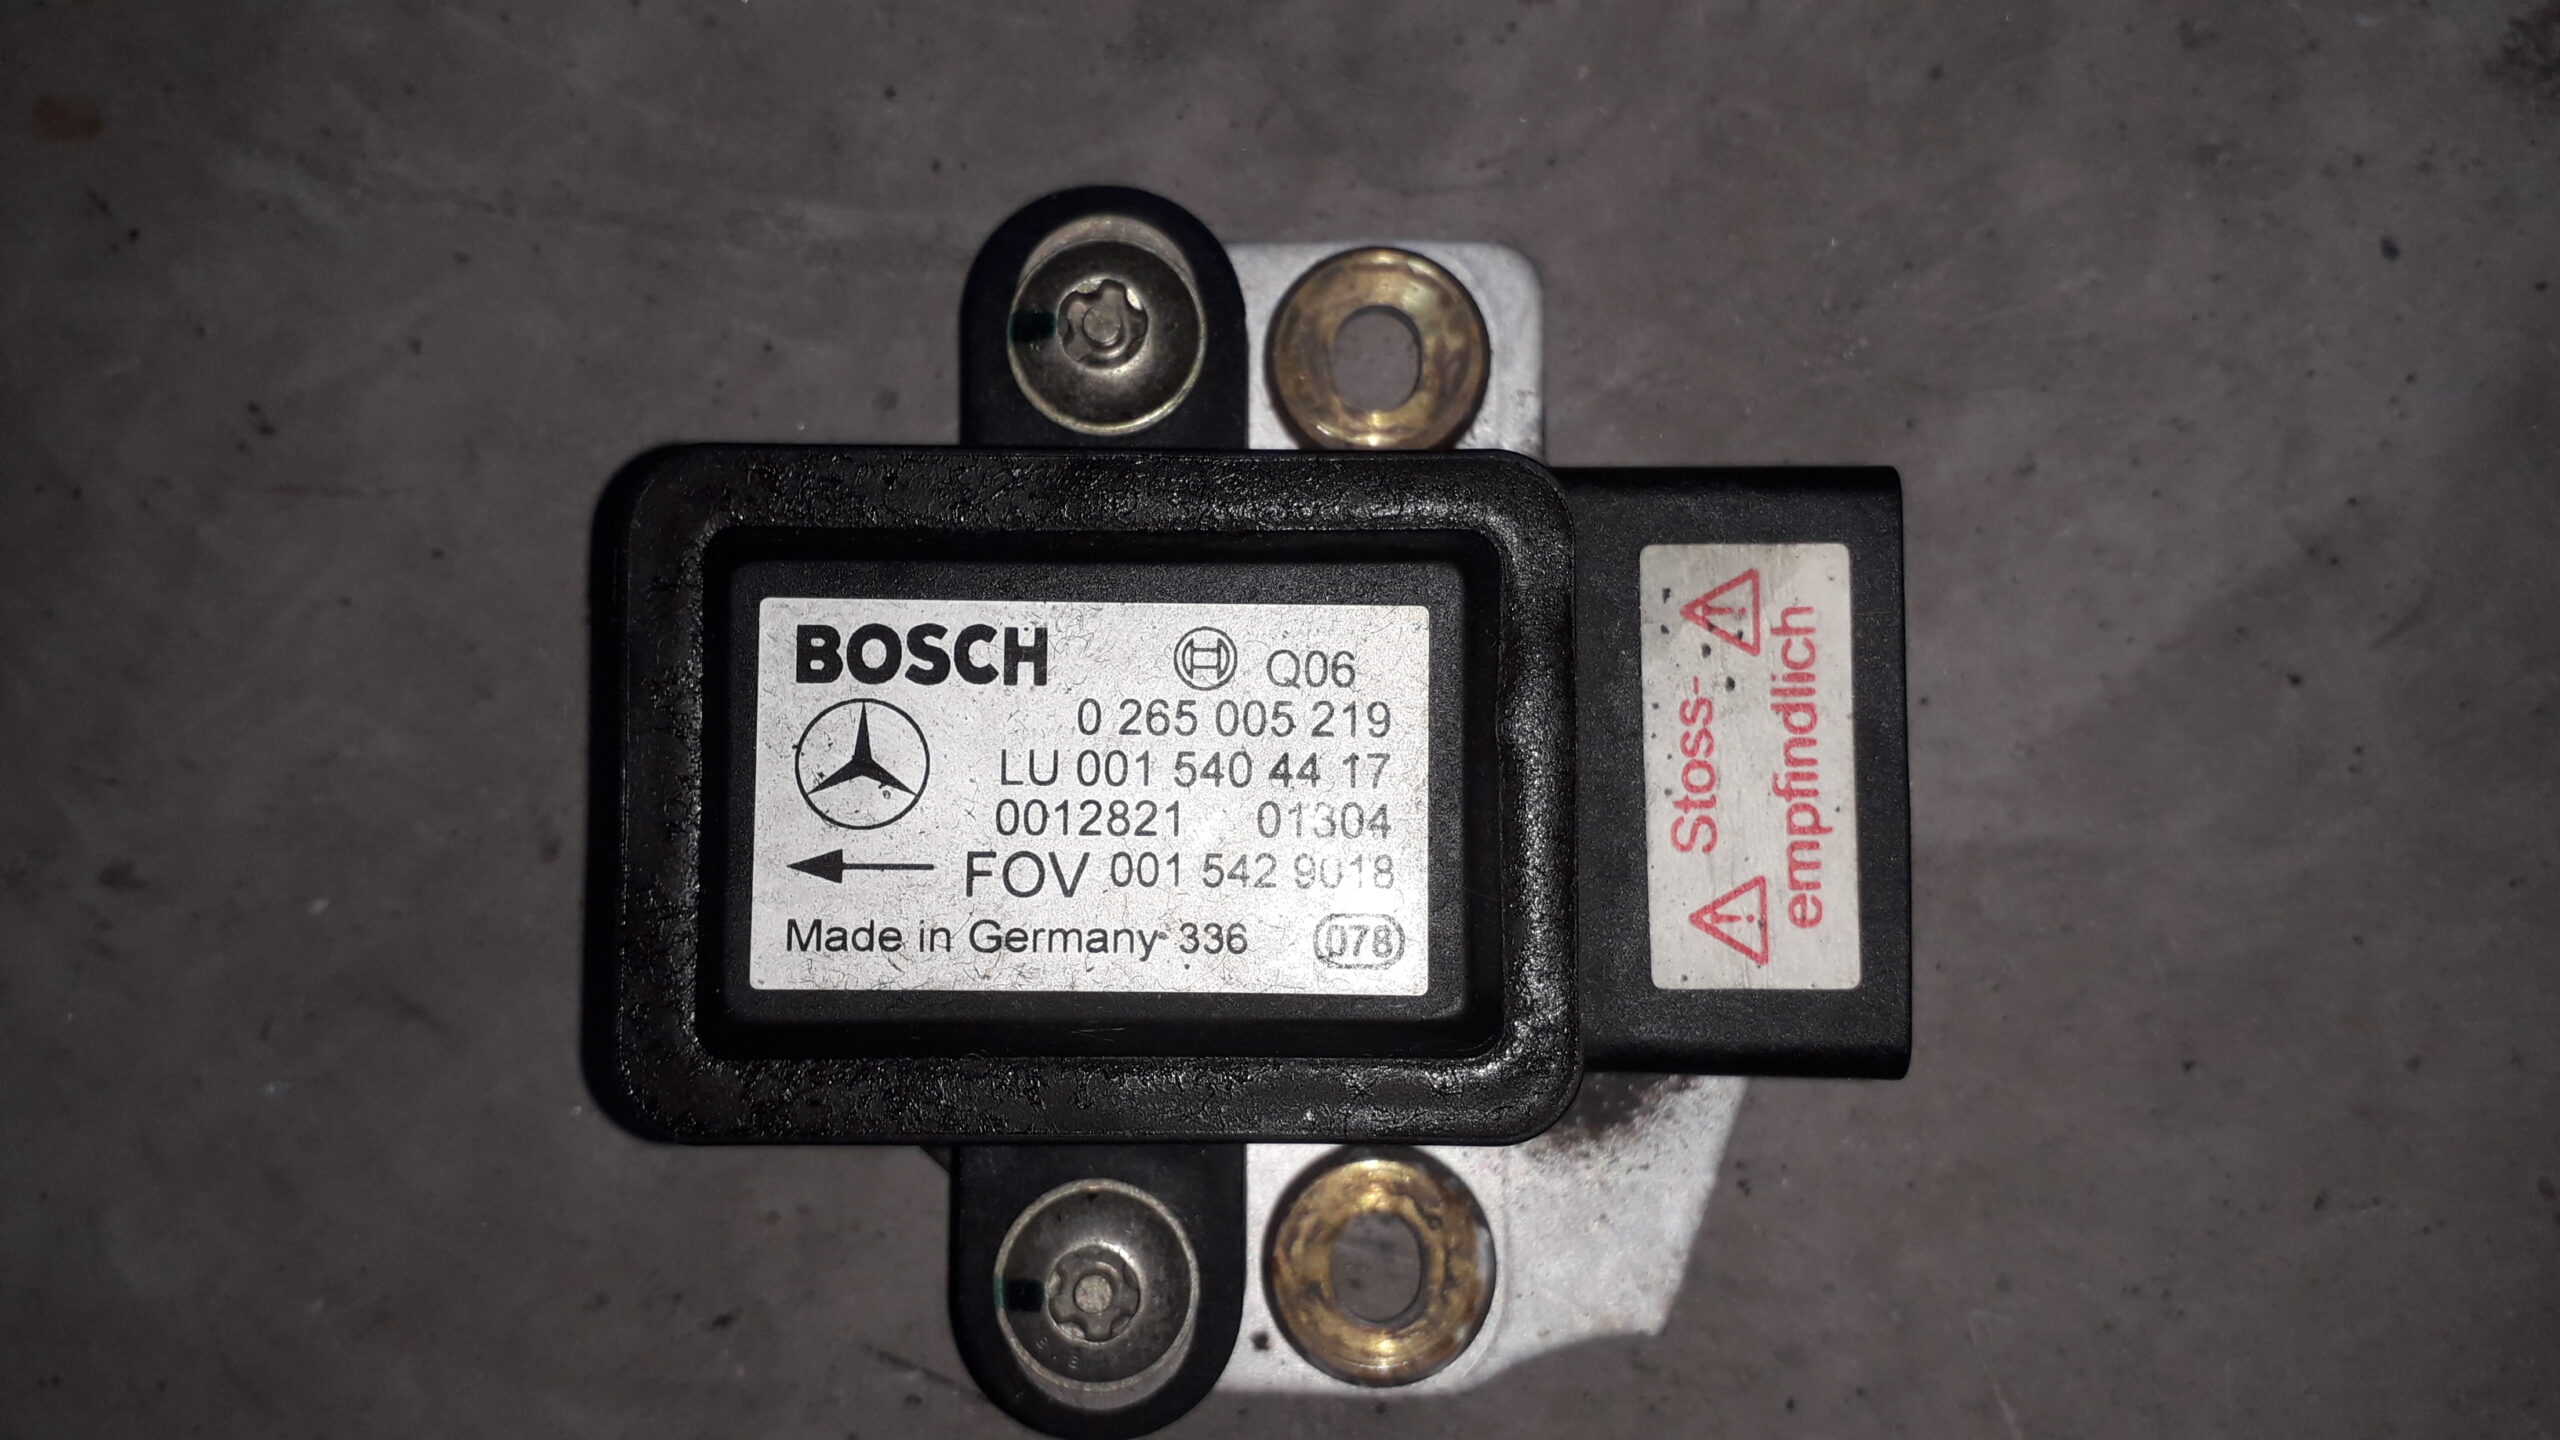 BOSCH Q06
0 265 005 219
LU 001 540 44 17
0012821 01304
FOV 001 542 9018
Made in Germany 336 078
Stoss-
empfindlich